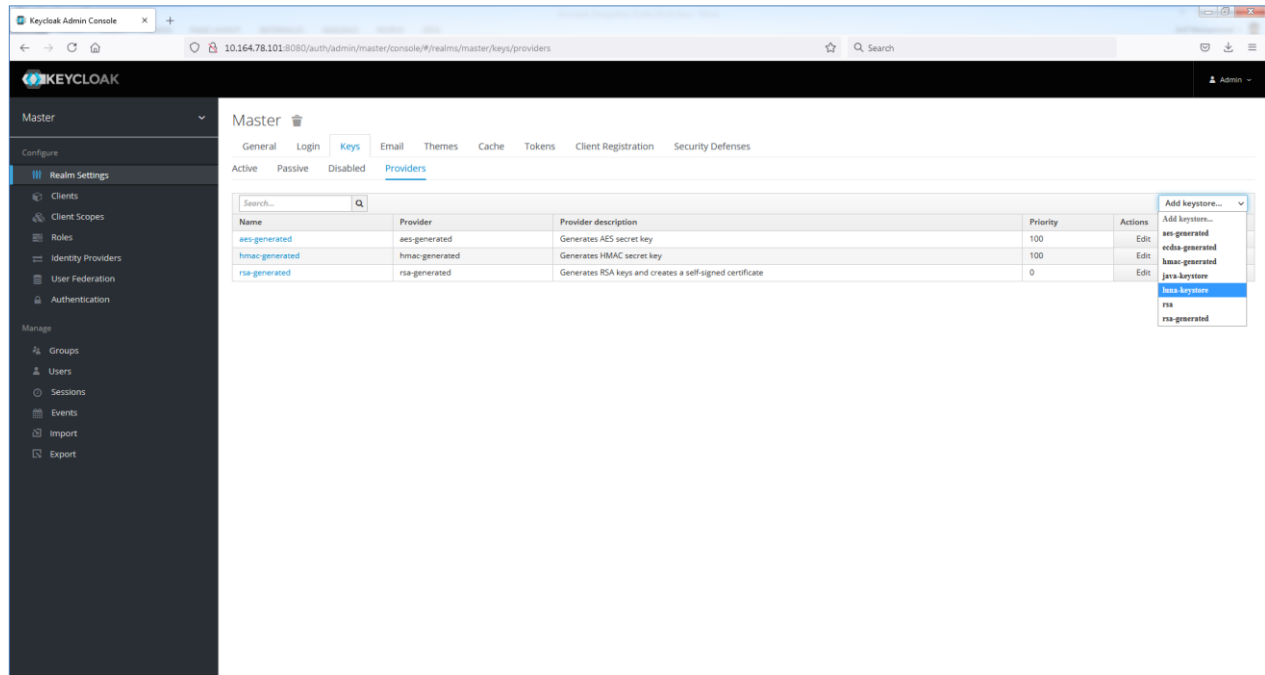 Keycloak Admin Console × +
10.164.78.101:8080/auth/admin/master/console/#/realms/master/keys/providers Search
KEYCLOAK Admin
Master
Configure
Realm Settings
Clients
Client Scopes
Roles
Identity Providers
User Federation
Authentication
Manage
Groups
Users
Sessions
Events
Import
Export
Master
General Login Keys Email Themes Cache Tokens Client Registration Security Defenses
Active Passive Disabled Providers
Search... Add keystore...
Name Provider Provider description Priority Actions
aes-generated aes-generated Generates AES secret key 100 Edit
hmac-generated hmac-generated Generates HMAC secret key 100 Edit
rsa-generated rsa-generated Generates RSA keys and creates a self-signed certificate 0 Edit
Add keystore...
aes-generated
ecdsa-generated
hmac-generated
java-keystore
luna-keystore
rsa
rsa-generated